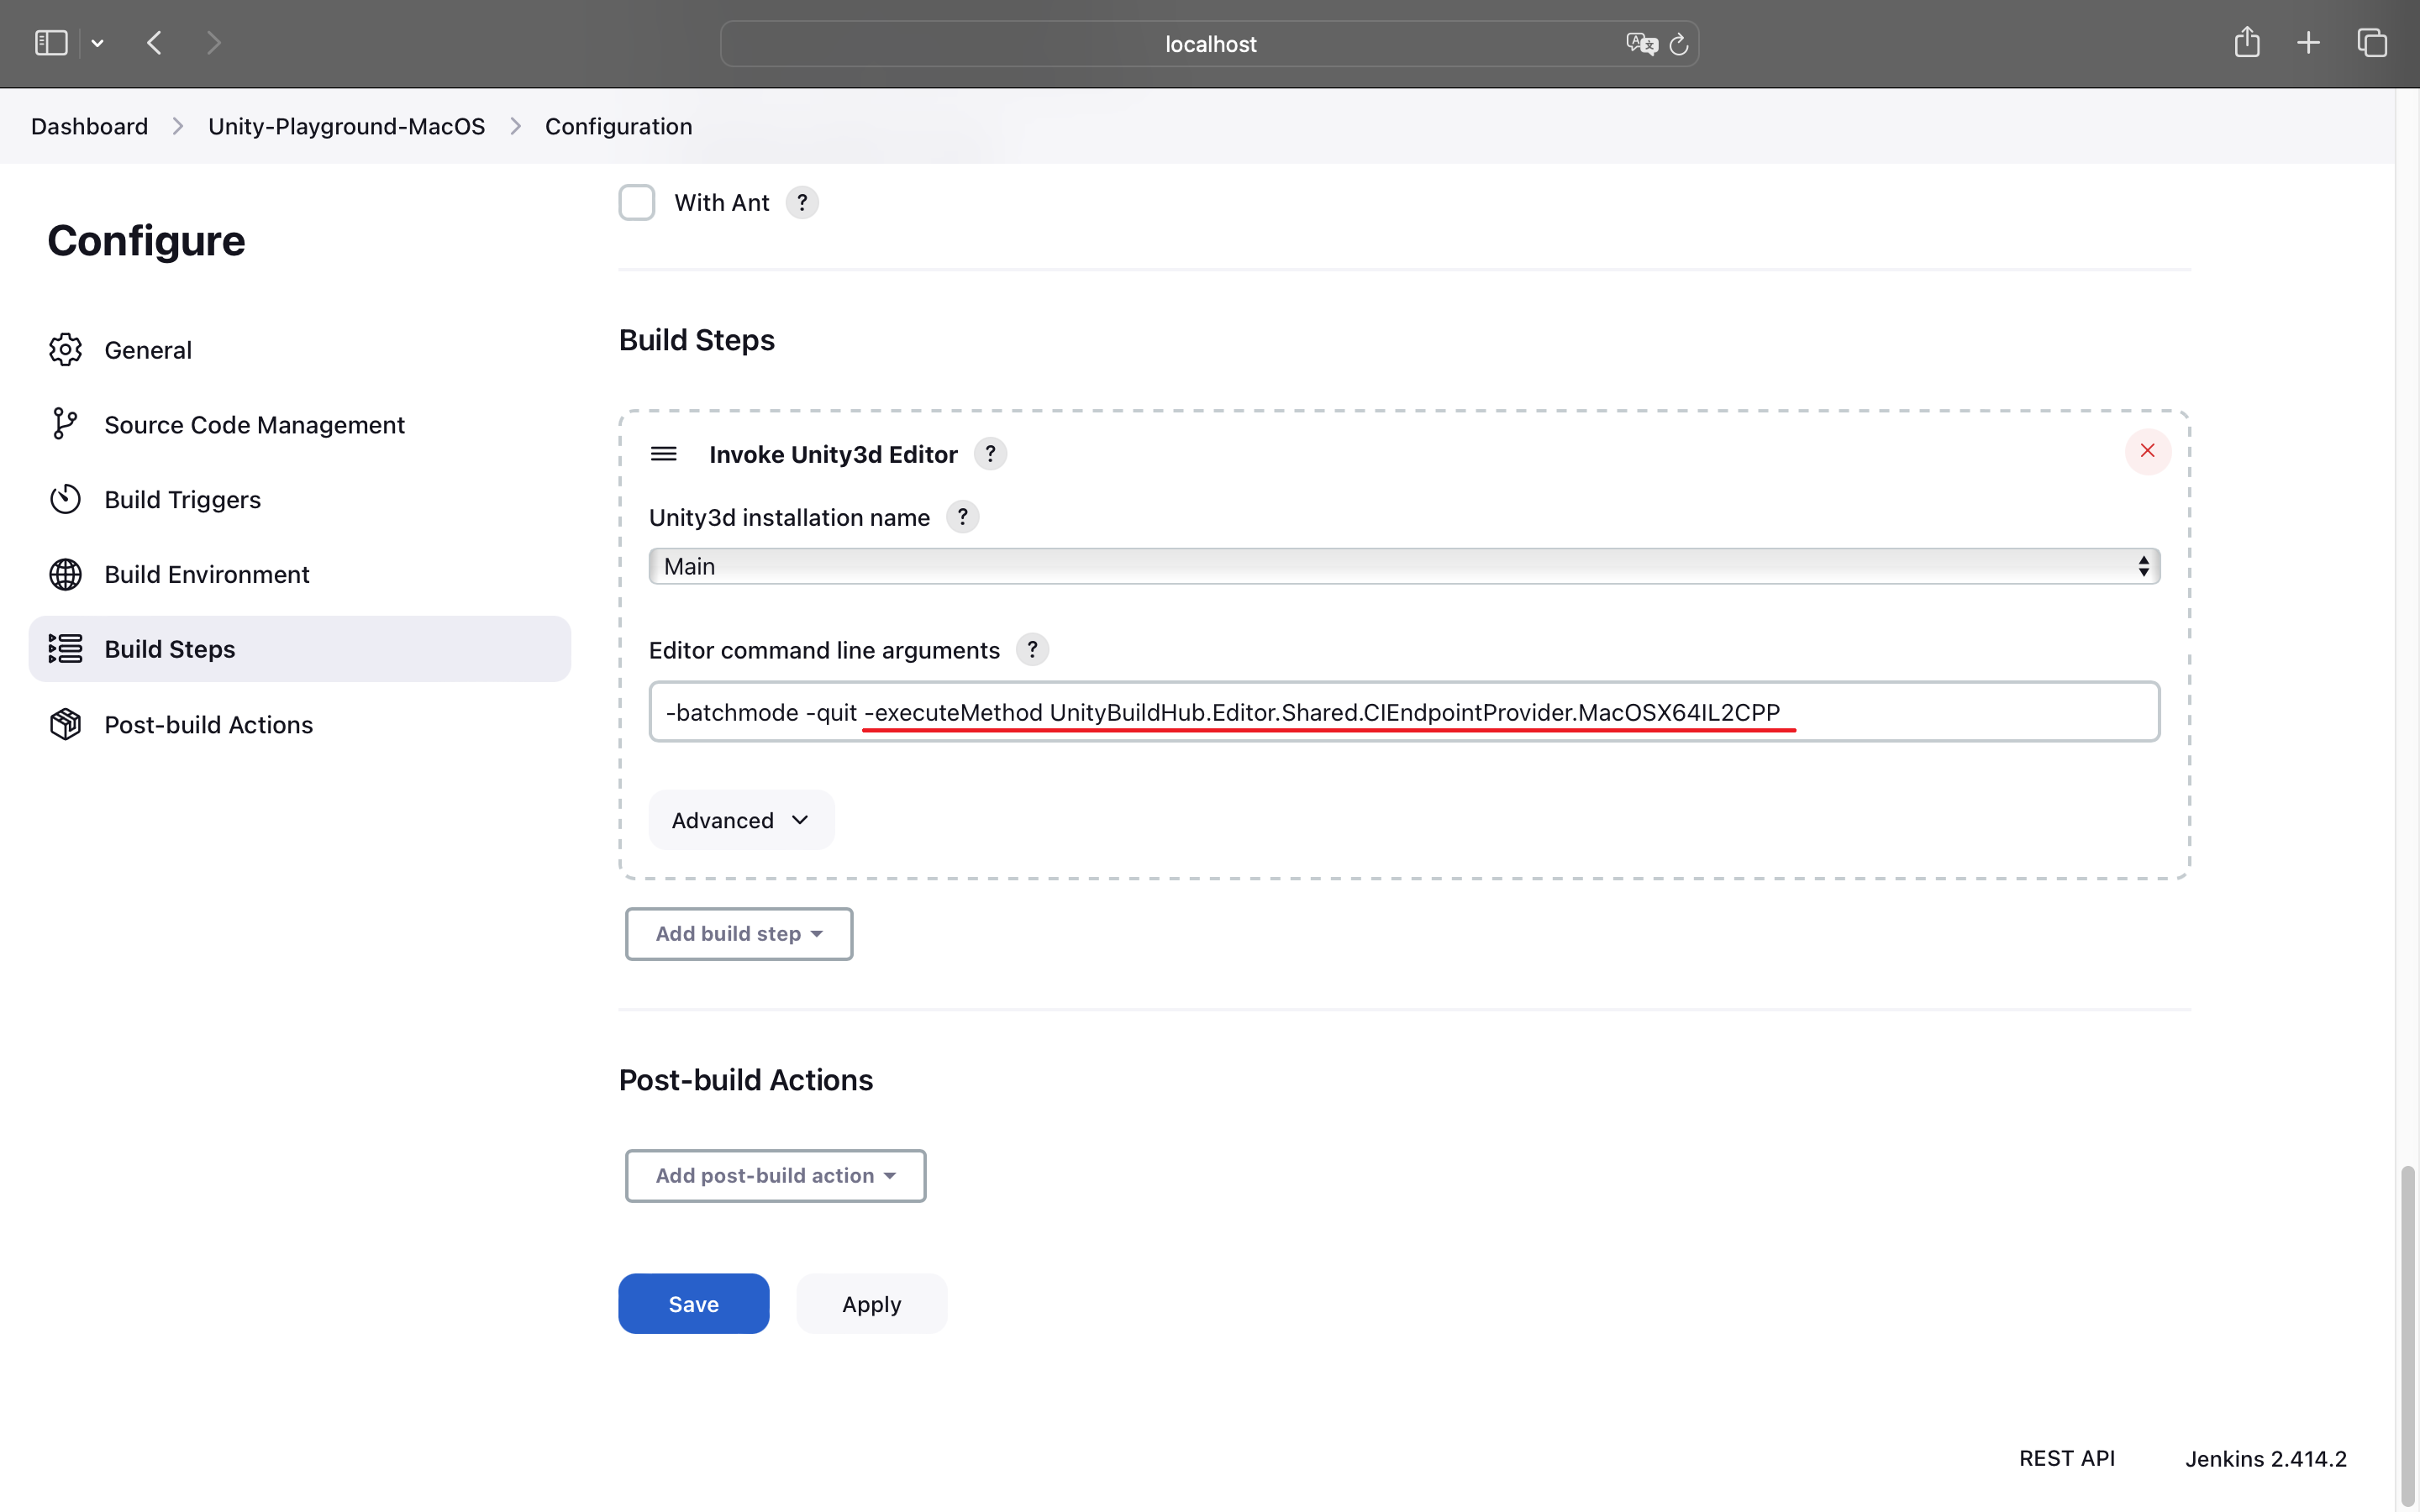 localhost
Dashboard > Unity-Playground-MacOS > Configuration
With Ant ?
Configure
General
Source Code Management
Build Triggers
Build Environment
Build Steps
Post-build Actions
Build Steps
Invoke Unity3d Editor ?
Unity3d installation name ?
Main
Editor command line arguments ?
-batchmode -quit -executeMethod UnityBuildHub.Editor.Shared.CIEndpointProvider.MacOSX64IL2CPP
Advanced
Add build step
Post-build Actions
Add post-build action
Save
Apply
REST API
Jenkins 2.414.2